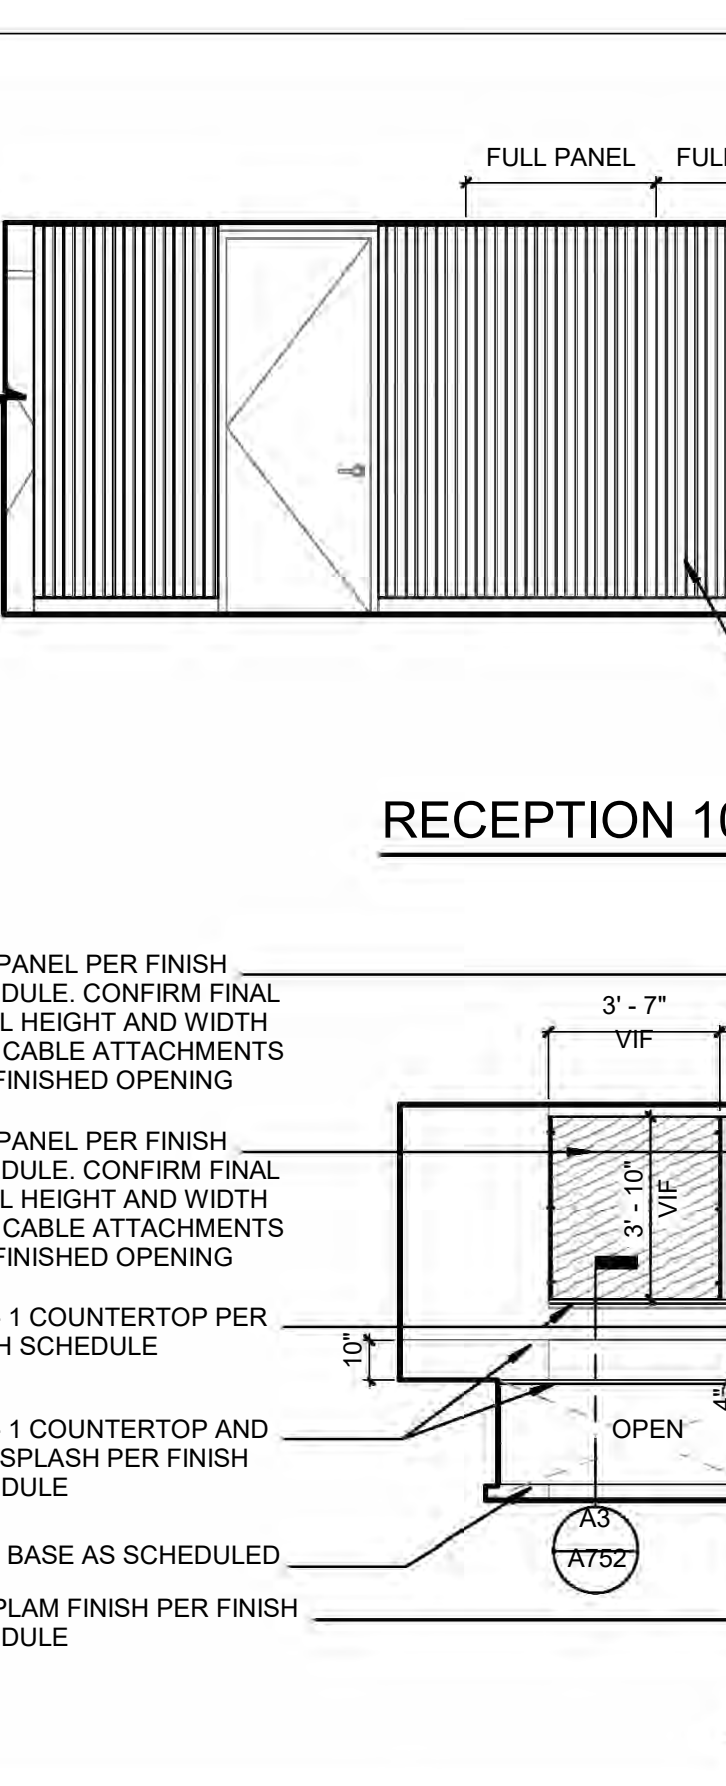 FULL PANEL
RECEPTION
PANEL PER FINISH
DULE. CONFIRM FINAL
L HEIGHT AND WIDTH
CABLE ATTACHMENTS
FINISHED OPENING
PANEL PER FINISH
DULE. CONFIRM FINAL
L HEIGHT AND WIDTH
CABLE ATTACHMENTS
FINISHED OPENING
1 COUNTERTOP PER
H SCHEDULE
1 COUNTERTOP AND
SPLASH PER FINISH
DULE
BASE AS SCHEDULED
PLAM FINISH PER FINISH
DULE
3' - 7"
VIF
3' - 10"
VIF
10"
4"
OPEN
A3
A752